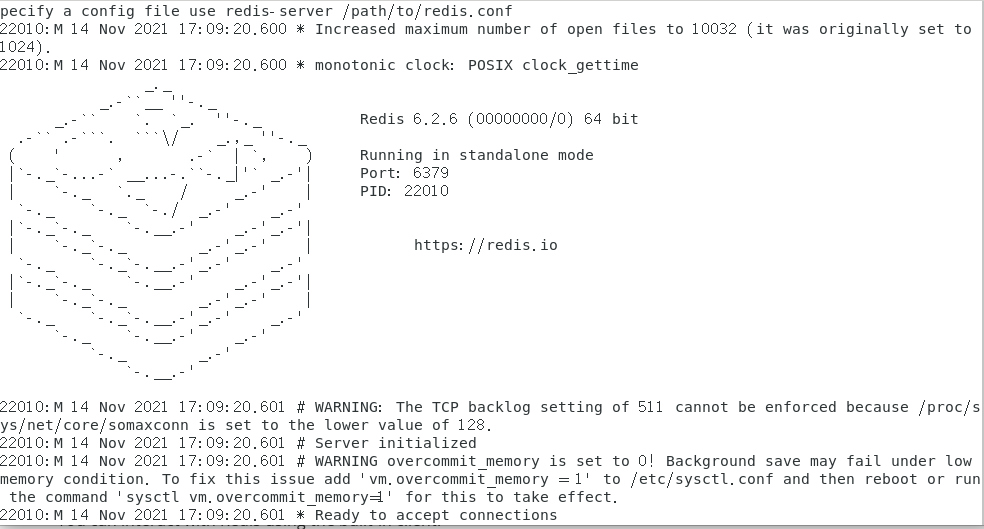 pecify a config file use redis-server /path/to/redis.conf
22010:M 14 Nov 2021 17:09:20.600 * Increased maximum number of open files to 10032 (it was originally set to
1024).
22010:M 14 Nov 2021 17:09:20.600 * monotonic clock: POSIX clock_gettime
Redis 6.2.6 (00000000/0) 64 bit
Running in standalone mode
Port: 6379
PID: 22010
https://redis.io
22010:M 14 Nov 2021 17:09:20.601 # WARNING: The TCP backlog setting of 511 cannot be enforced because /proc/s
ys/net/core/somaxconn is set to the lower value of 128.
22010:M 14 Nov 2021 17:09:20.601 # Server initialized
22010:M 14 Nov 2021 17:09:20.601 # WARNING overcommit_memory is set to 0! Background save may fail under low
memory condition. To fix this issue add 'vm.overcommit_memory = 1' to /etc/sysctl.conf and then reboot or run
the command 'sysctl vm.overcommit_memory=1' for this to take effect.
22010:M 14 Nov 2021 17:09:20.601 * Ready to accept connections